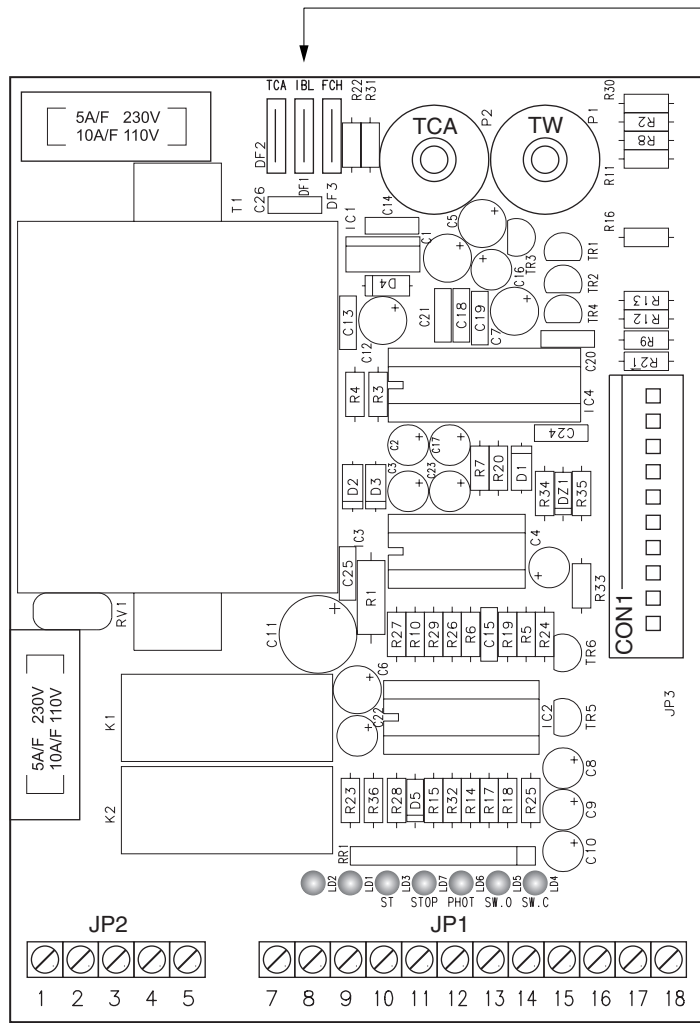 TCA IBL FCH
R22
R31
R30
5A/F 230V
10A/F 110V
TCA
P2
TW
P1
R2
R8
R11
DF2
DF1
DF3
T1
C26
IC1
C14
C1
C5
C16
TR3
TR1
TR2
TR4
R16
D4
C13
C12
C21
C18
C19
C7
C20
R13
R12
R9
R21
R4
R3
IC4
C24
C2
C17
C3
C23
R7
R20
D1
D2
D3
R34
DZ1
R35
IC3
C4
C25
R1
R33
CON1
RV1
C11
R27
R10
R29
R26
R6
C15
R19
R5
R24
TR6
JP3
5A/F 230V
10A/F 110V
K1
C6
C22
IC2
TR5
K2
C8
C9
C10
R23
R36
R28
D5
R15
R32
R14
R17
R18
R25
RR1
LD2
LD1
LD3
LD7
LD6
LD5
LD4
ST STOP PHOT SW.O SW.C
JP2
JP1
1 2 3 4 5
7 8 9 10 11 12 13 14 15 16 17 18